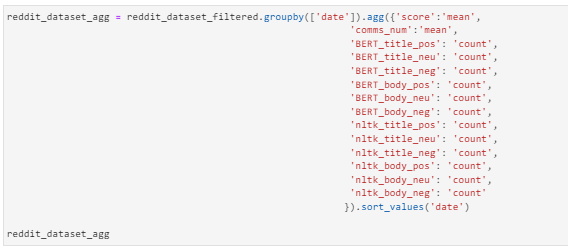 reddit_dataset_agg = reddit_dataset_filtered.groupby(['date']).agg({'score':'mean',
'comms_num':'mean',
'BERT_title_pos': 'count',
'BERT_title_neu': 'count',
'BERT_title_neg': 'count',
'BERT_body_pos': 'count',
'BERT_body_neu': 'count',
'BERT_body_neg': 'count',
'nltk_title_pos': 'count',
'nltk_title_neu': 'count',
'nltk_title_neg': 'count',
'nltk_body_pos': 'count',
'nltk_body_neu': 'count',
'nltk_body_neg': 'count'
}).sort_values('date')
reddit_dataset_agg